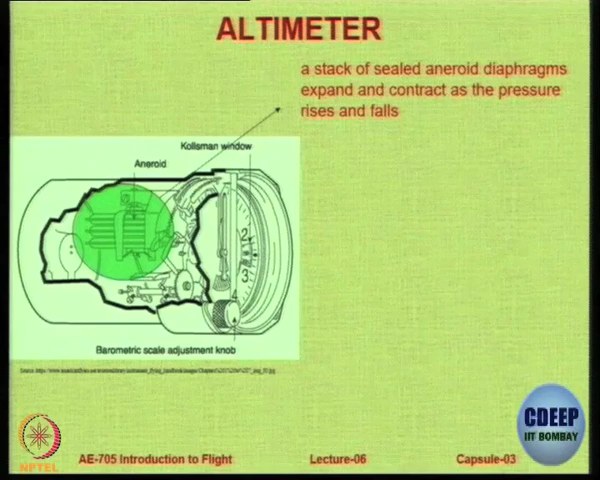 ALTIMETER
a stack of sealed aneroid diaphragms
expand and contract as the pressure
rises and falls
Kollsman window
Aneroid
2
3
4
Barometric scale adjustment knob
NPTEL
AE-705 Introduction to Flight
Lecture-06
Capsule-03
CDEEP
IIT BOMBAY